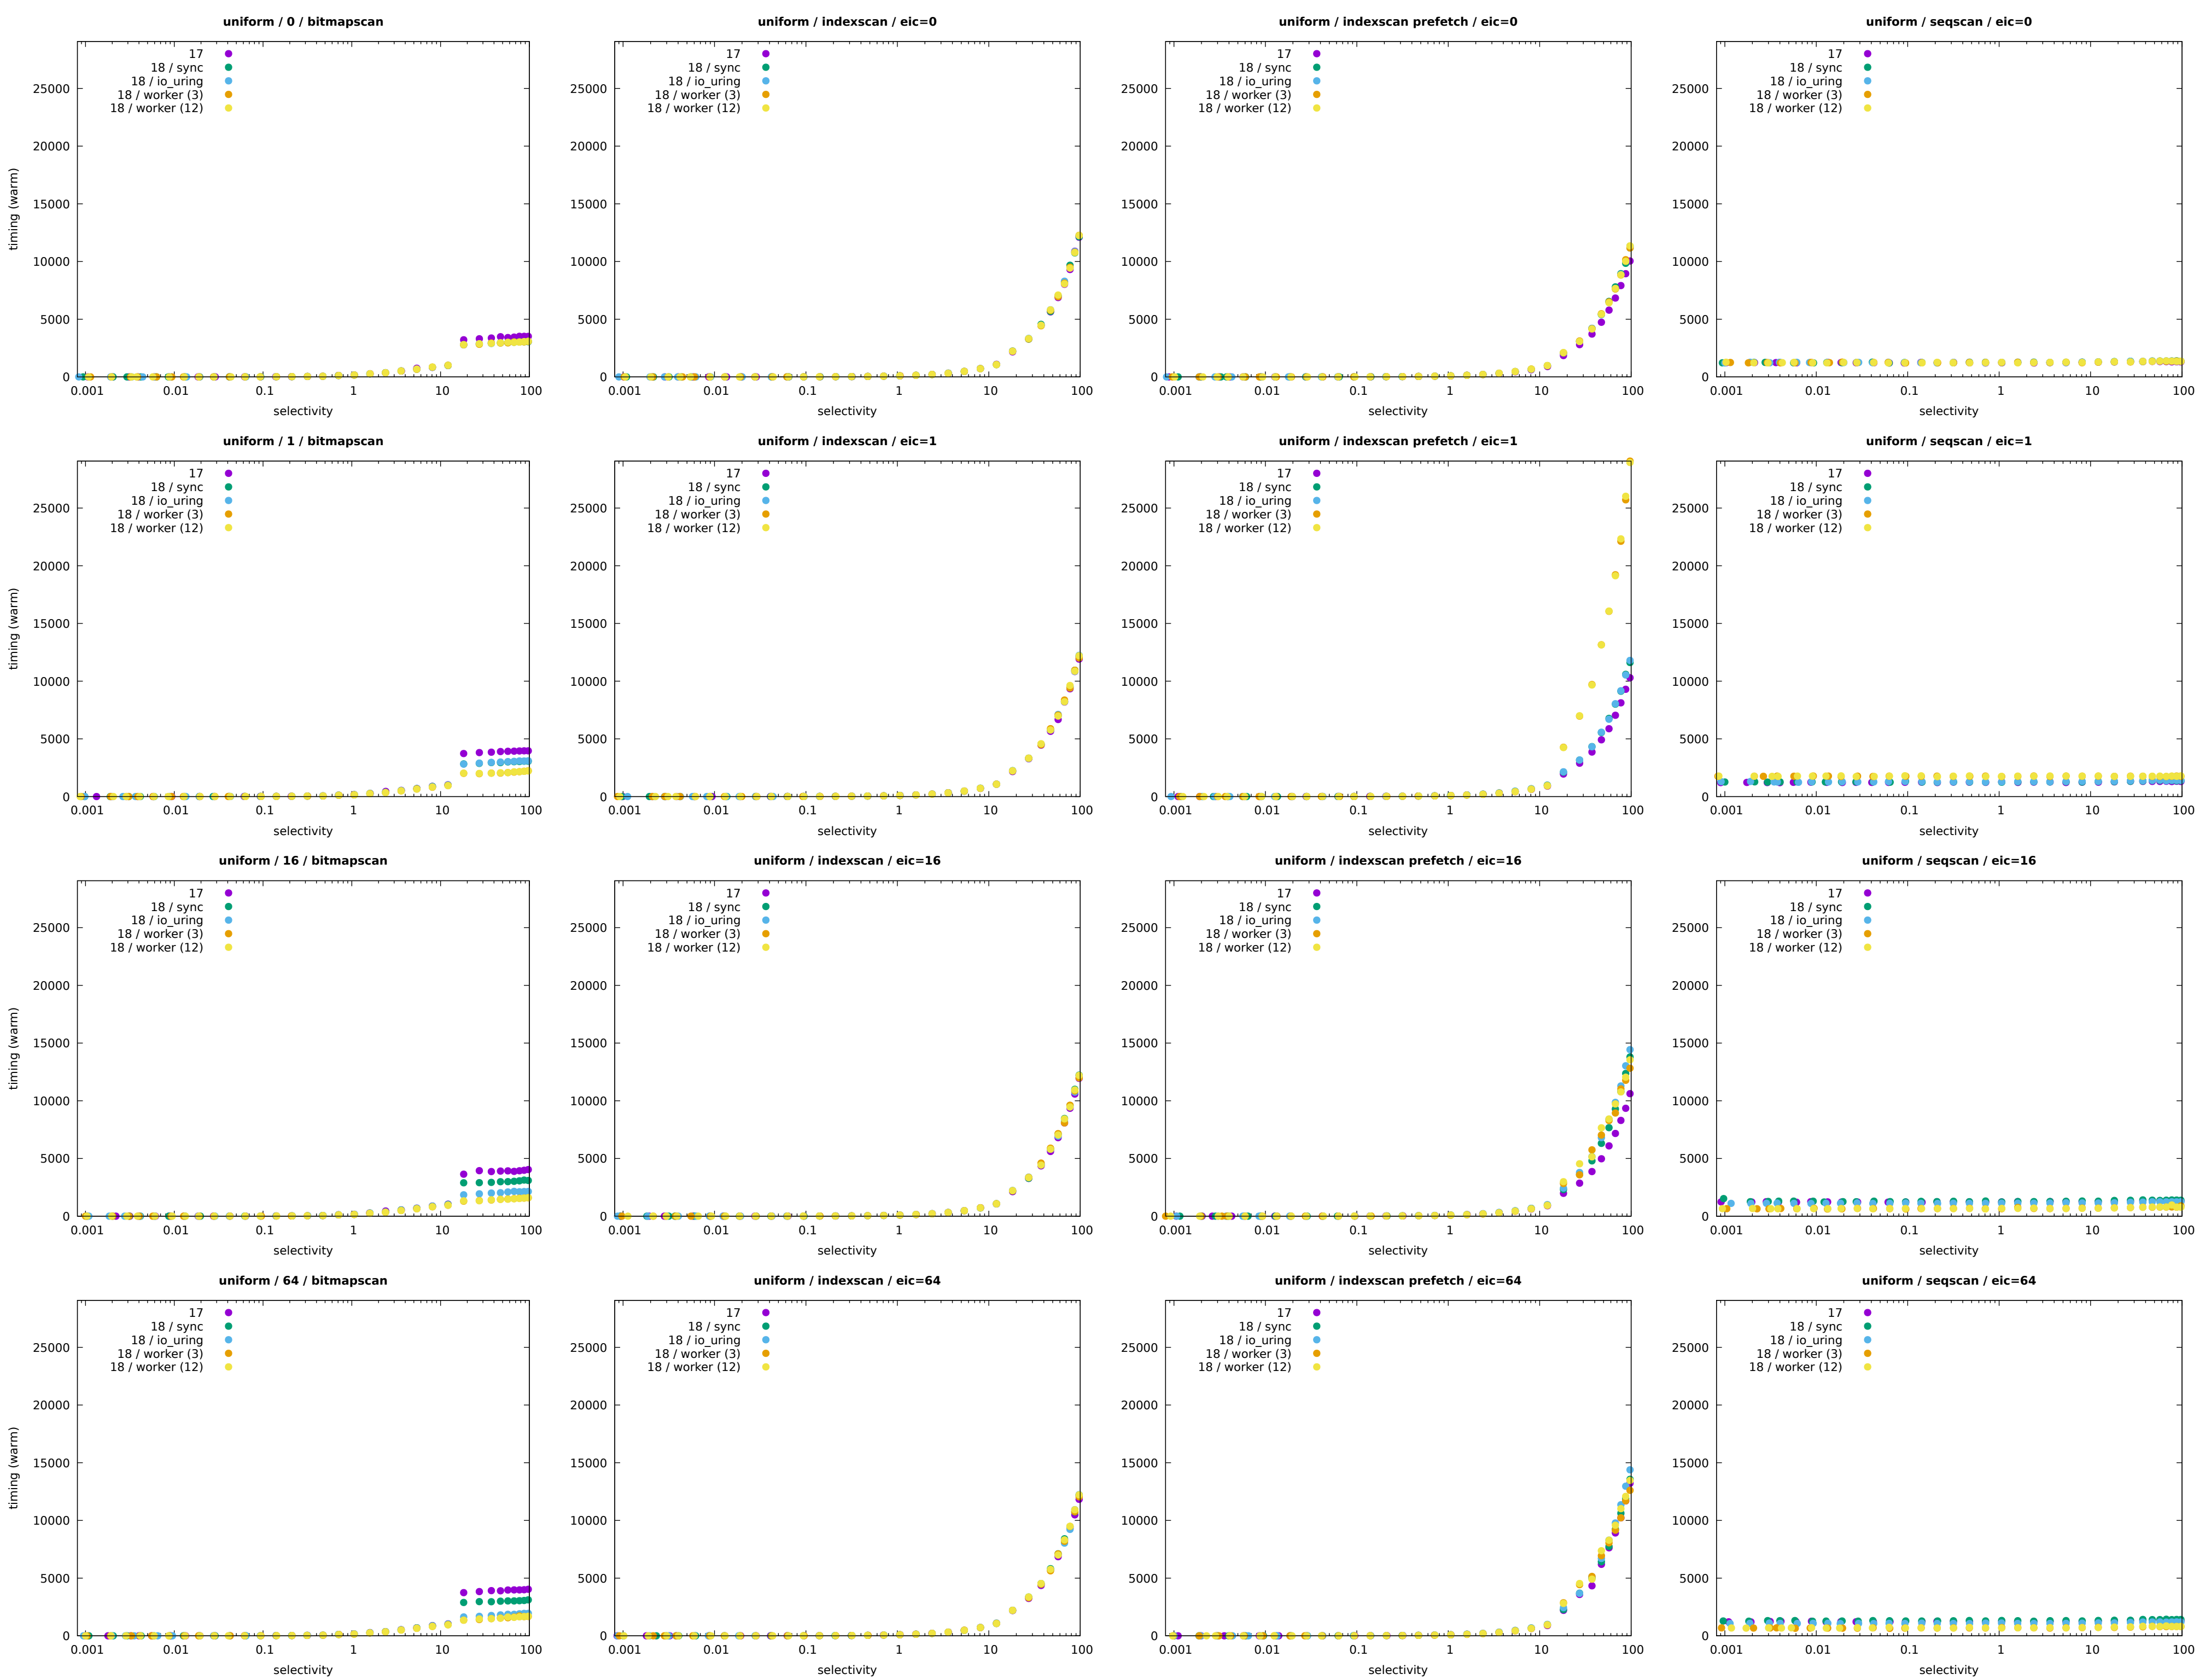 uniform / 0 / bitmapscan
17
18 / sync
18 / io_uring
18 / worker (3)
18 / worker (12)
25000
20000
15000
10000
5000
0
timing (warm)
0.001 0.01 0.1 1 10 100
selectivity
uniform / indexscan / eic=0
17
18 / sync
18 / io_uring
18 / worker (3)
18 / worker (12)
25000
20000
15000
10000
5000
0
0.001 0.01 0.1 1 10 100
selectivity
uniform / indexscan prefetch / eic=0
17
18 / sync
18 / io_uring
18 / worker (3)
18 / worker (12)
25000
20000
15000
10000
5000
0
0.001 0.01 0.1 1 10 100
selectivity
uniform / seqscan / eic=0
17
18 / sync
18 / io_uring
18 / worker (3)
18 / worker (12)
25000
20000
15000
10000
5000
0
0.001 0.01 0.1 1 10 100
selectivity
uniform / 1 / bitmapscan
17
18 / sync
18 / io_uring
18 / worker (3)
18 / worker (12)
25000
20000
15000
10000
5000
0
timing (warm)
0.001 0.01 0.1 1 10 100
selectivity
uniform / indexscan / eic=1
17
18 / sync
18 / io_uring
18 / worker (3)
18 / worker (12)
25000
20000
15000
10000
5000
0
0.001 0.01 0.1 1 10 100
selectivity
uniform / indexscan prefetch / eic=1
17
18 / sync
18 / io_uring
18 / worker (3)
18 / worker (12)
25000
20000
15000
10000
5000
0
0.001 0.01 0.1 1 10 100
selectivity
uniform / seqscan / eic=1
17
18 / sync
18 / io_uring
18 / worker (3)
18 / worker (12)
25000
20000
15000
10000
5000
0
0.001 0.01 0.1 1 10 100
selectivity
uniform / 16 / bitmapscan
17
18 / sync
18 / io_uring
18 / worker (3)
18 / worker (12)
25000
20000
15000
10000
5000
0
timing (warm)
0.001 0.01 0.1 1 10 100
selectivity
uniform / indexscan / eic=16
17
18 / sync
18 / io_uring
18 / worker (3)
18 / worker (12)
25000
20000
15000
10000
5000
0
0.001 0.01 0.1 1 10 100
selectivity
uniform / indexscan prefetch / eic=16
17
18 / sync
18 / io_uring
18 / worker (3)
18 / worker (12)
25000
20000
15000
10000
5000
0
0.001 0.01 0.1 1 10 100
selectivity
uniform / seqscan / eic=16
17
18 / sync
18 / io_uring
18 / worker (3)
18 / worker (12)
25000
20000
15000
10000
5000
0
0.001 0.01 0.1 1 10 100
selectivity
uniform / 64 / bitmapscan
17
18 / sync
18 / io_uring
18 / worker (3)
18 / worker (12)
25000
20000
15000
10000
5000
0
timing (warm)
0.001 0.01 0.1 1 10 100
selectivity
uniform / indexscan / eic=64
17
18 / sync
18 / io_uring
18 / worker (3)
18 / worker (12)
25000
20000
15000
10000
5000
0
0.001 0.01 0.1 1 10 100
selectivity
uniform / indexscan prefetch / eic=64
17
18 / sync
18 / io_uring
18 / worker (3)
18 / worker (12)
25000
20000
15000
10000
5000
0
0.001 0.01 0.1 1 10 100
selectivity
uniform / seqscan / eic=64
17
18 / sync
18 / io_uring
18 / worker (3)
18 / worker (12)
25000
20000
15000
10000
5000
0
0.001 0.01 0.1 1 10 100
selectivity